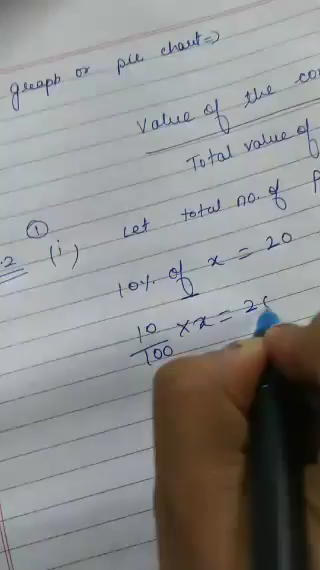 graph or pie chart ⇒
Value of the
Total value of
.2 (i) ① Let total no. of
10% of x = 20
10/100 × x = 2